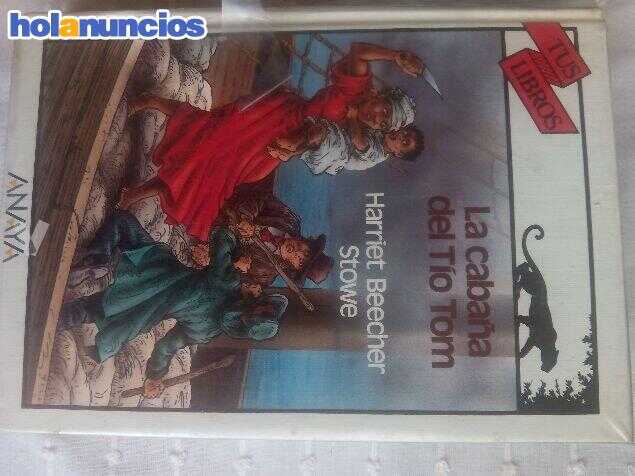 holanuncios
TUS
LIBROS
La cabaña
del Tío Tom
Harriet Beecher
Stowe
ANAYA